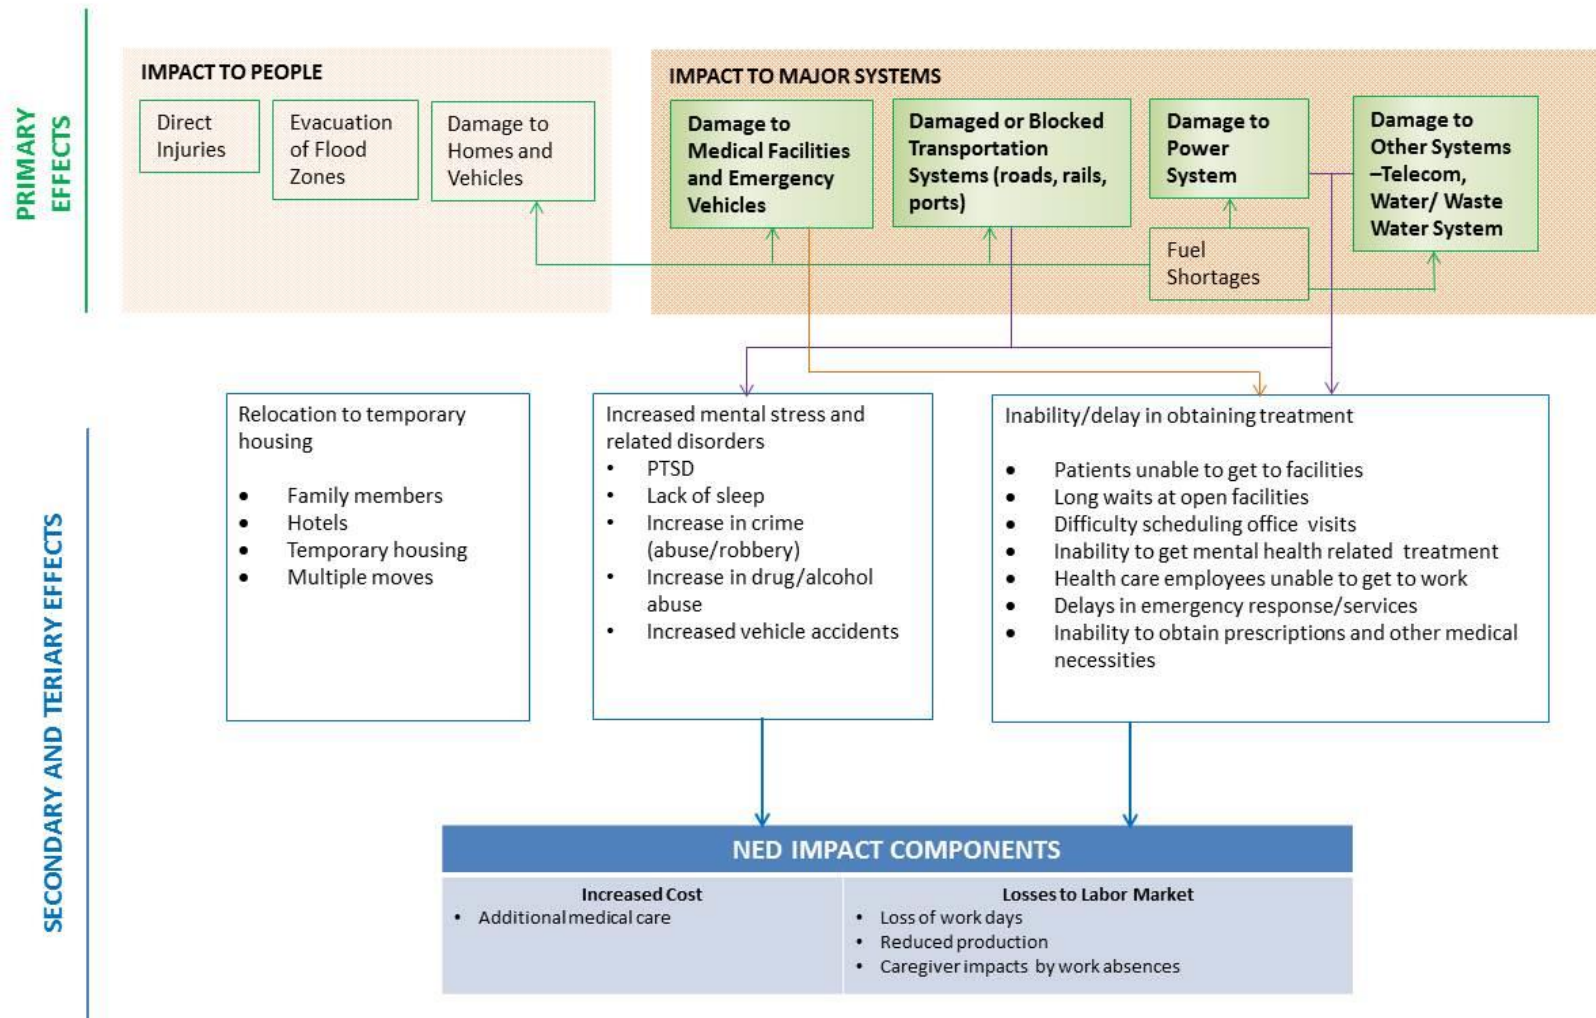 PRIMARY
EFFECTS
IMPACT TO PEOPLE
Direct
Injuries
Evacuation
of Flood
Zones
Damage to
Homes and
Vehicles
IMPACT TO MAJOR SYSTEMS
Damage to
Medical Facilities
and Emergency
Vehicles
Damaged or Blocked
Transportation
Systems (roads, rails,
ports)
Damage to
Power
System
Damage to
Other Systems
–Telecom,
Water/ Waste
Water System
Fuel
Shortages
SECONDARY AND TERIARY EFFECTS
Relocation to temporary
housing
• Family members
• Hotels
• Temporary housing
• Multiple moves
Increased mental stress and
related disorders
• PTSD
• Lack of sleep
• Increase in crime
(abuse/robbery)
• Increase in drug/alcohol
abuse
• Increased vehicle accidents
Inability/delay in obtaining treatment
• Patients unable to get to facilities
• Long waits at open facilities
• Difficulty scheduling office visits
• Inability to get mental health related treatment
• Health care employees unable to get to work
• Delays in emergency response/services
• Inability to obtain prescriptions and other medical
necessities
NED IMPACT COMPONENTS
Increased Cost
• Additional medical care
Losses to Labor Market
• Loss of work days
• Reduced production
• Caregiver impacts by work absences